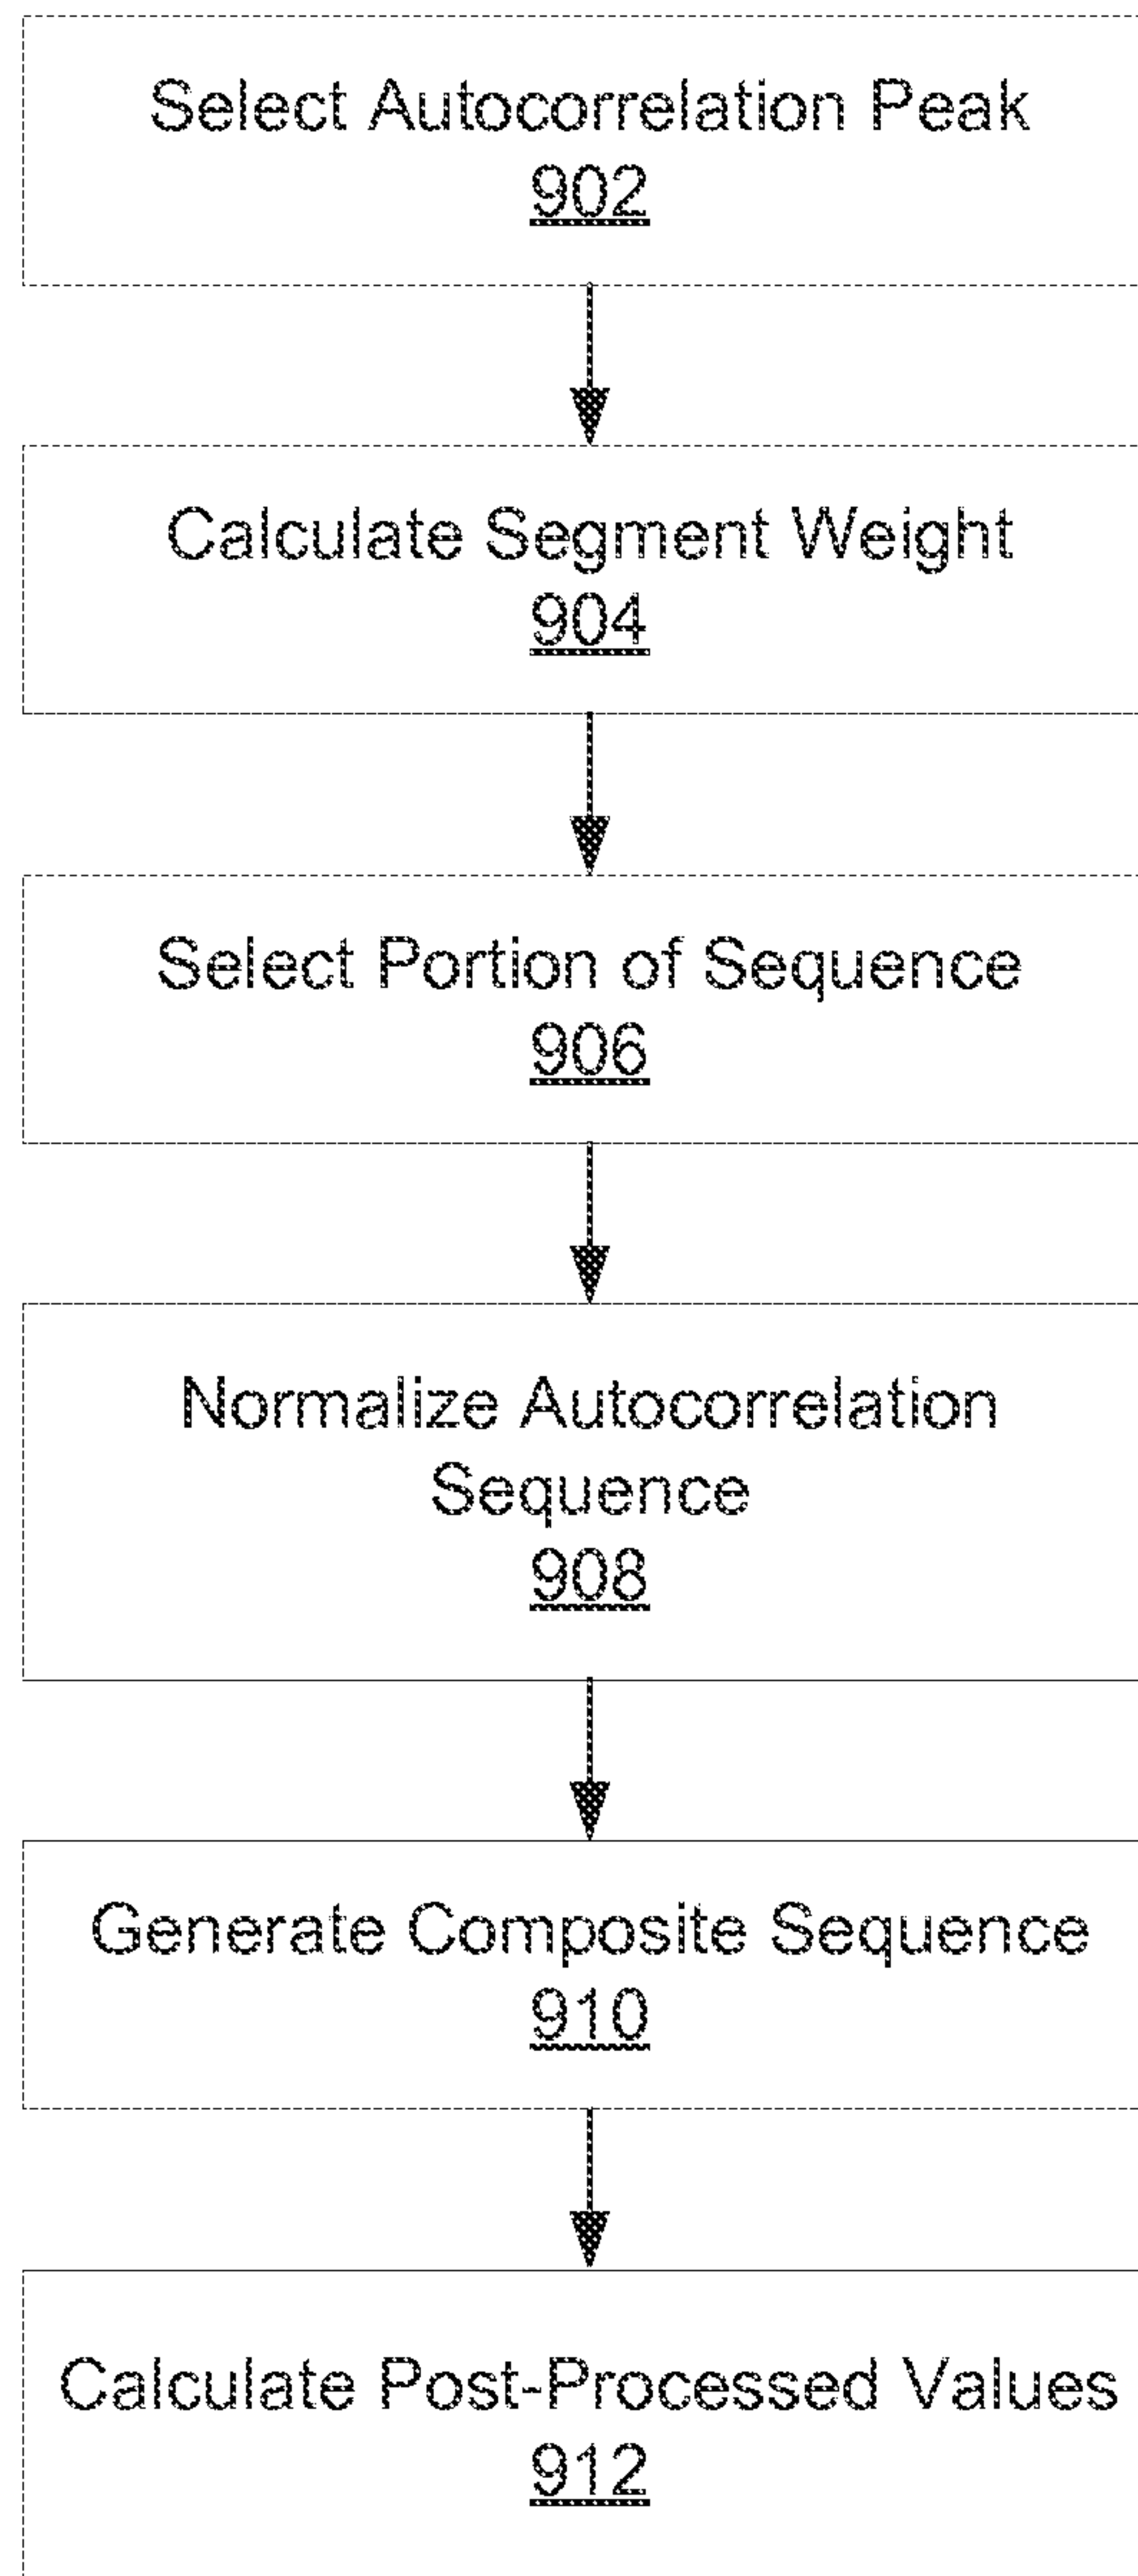 Select Autocorrelation Peak
902
Calculate Segment Weight
904
Select Portion of Sequence
906
Normalize Autocorrelation
Sequence
908
Generate Composite Sequence
910
Calculate Post-Processed Values
912